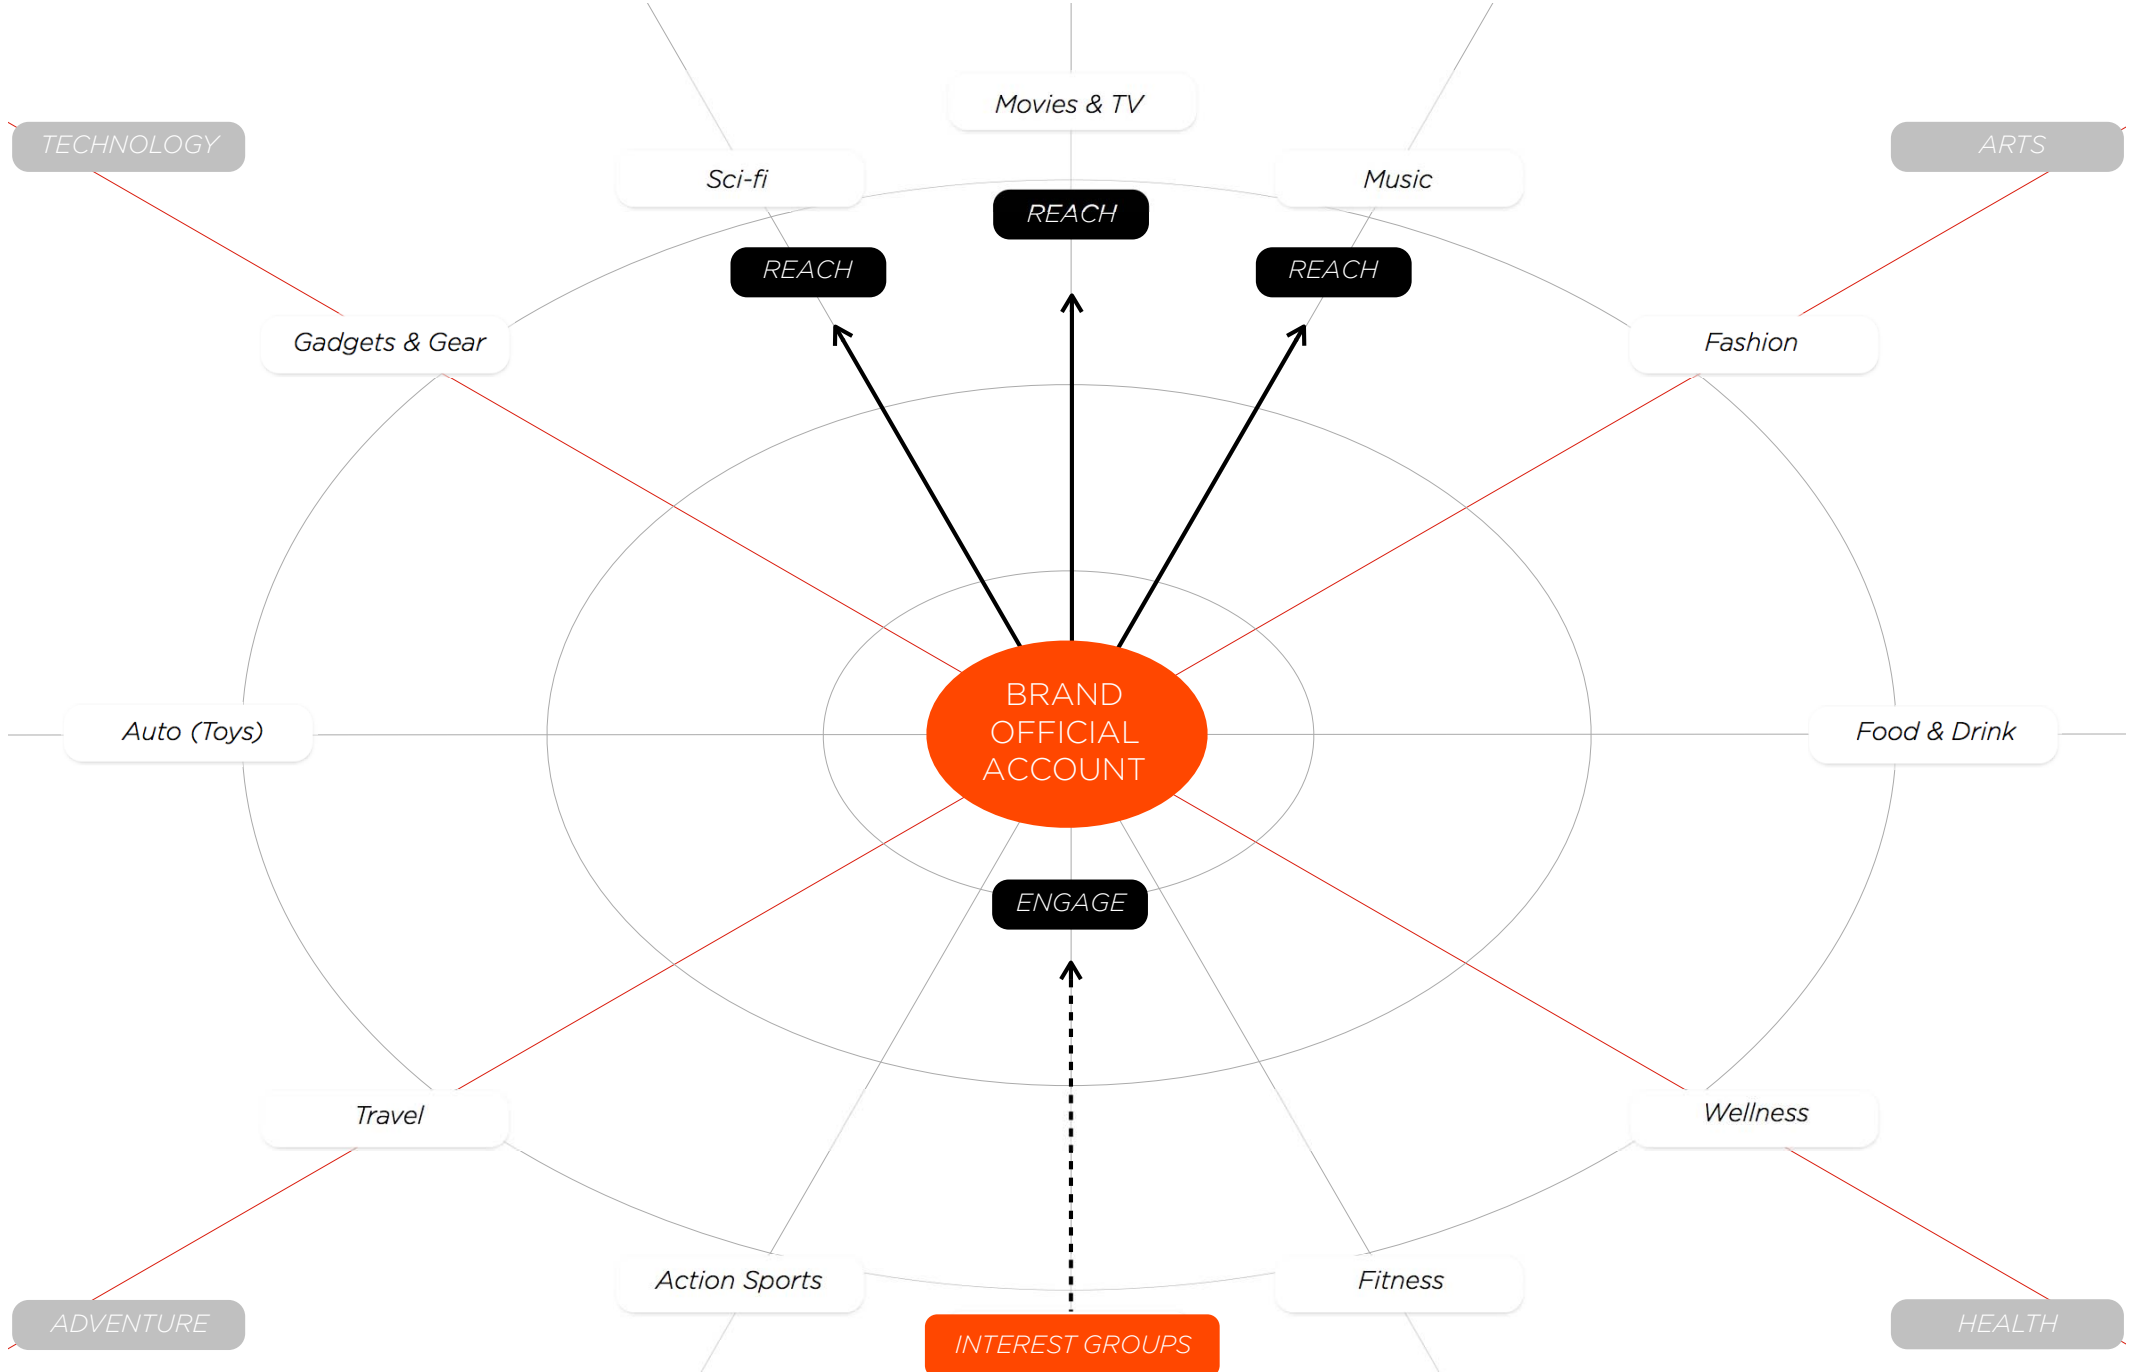 Movies & TV
TECHNOLOGY
ARTS
Sci-fi
Music
REACH
REACH
REACH
Gadgets & Gear
Fashion
BRAND
OFFICIAL
ACCOUNT
Auto (Toys)
Food & Drink
ENGAGE
Travel
Wellness
Action Sports
Fitness
ADVENTURE
HEALTH
INTEREST GROUPS